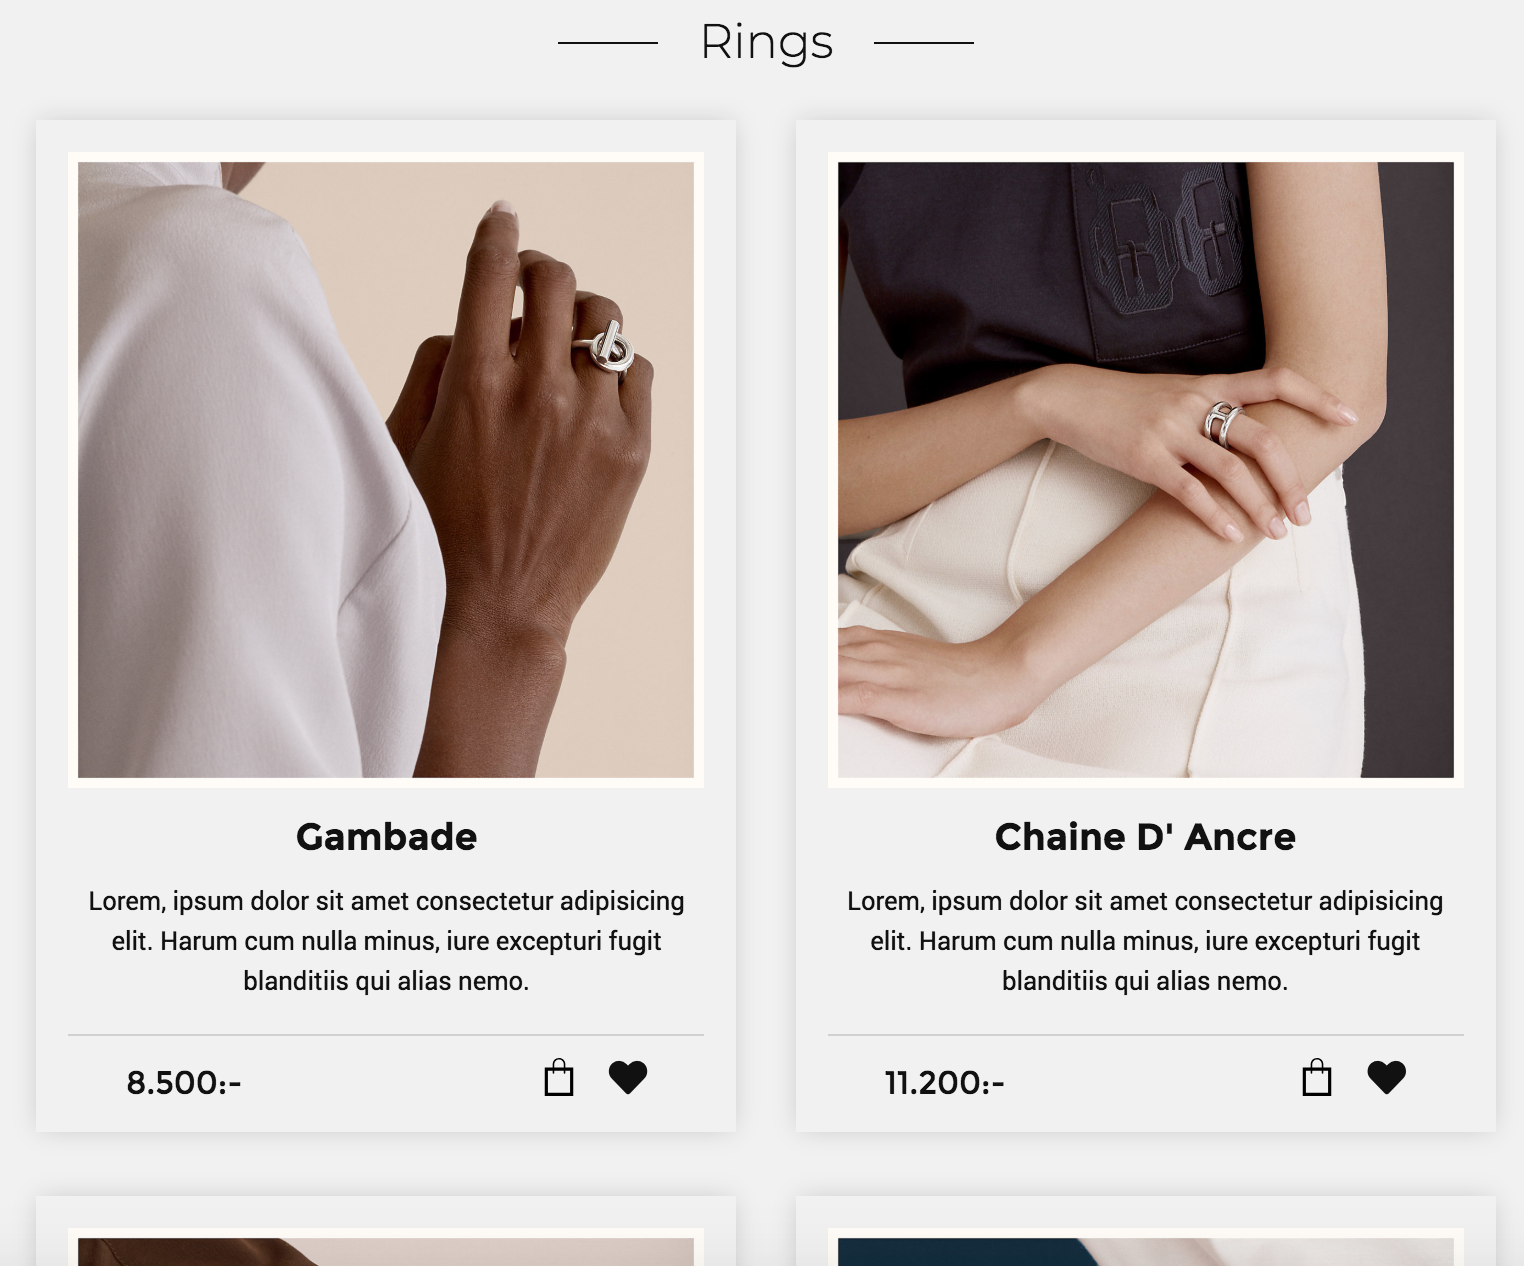 Rings
Gambade
Lorem, ipsum dolor sit amet consectetur adipisicing
elit. Harum cum nulla minus, iure excepturi fugit
blanditiis qui alias nemo.
8.500:-
Chaine D' Ancre
Lorem, ipsum dolor sit amet consectetur adipisicing
elit. Harum cum nulla minus, iure excepturi fugit
blanditiis qui alias nemo.
11.200:-